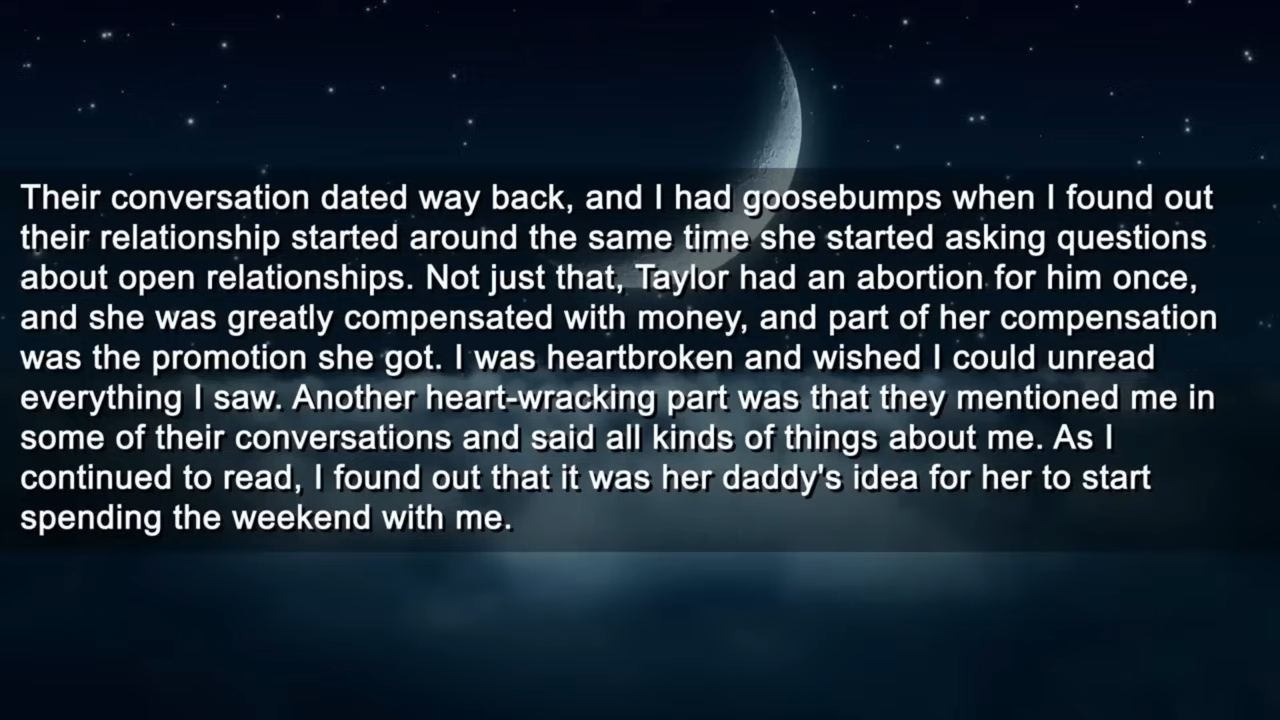 Their conversation dated way back, and I had goosebumps when I found out
their relationship started around the same time she started asking questions
about open relationships. Not just that, Taylor had an abortion for him once,
and she was greatly compensated with money, and part of her compensation
was the promotion she got. I was heartbroken and wished I could unread
everything I saw. Another heart-wracking part was that they mentioned me in
some of their conversations and said all kinds of things about me. As I
continued to read, I found out that it was her daddy's idea for her to start
spending the weekend with me.